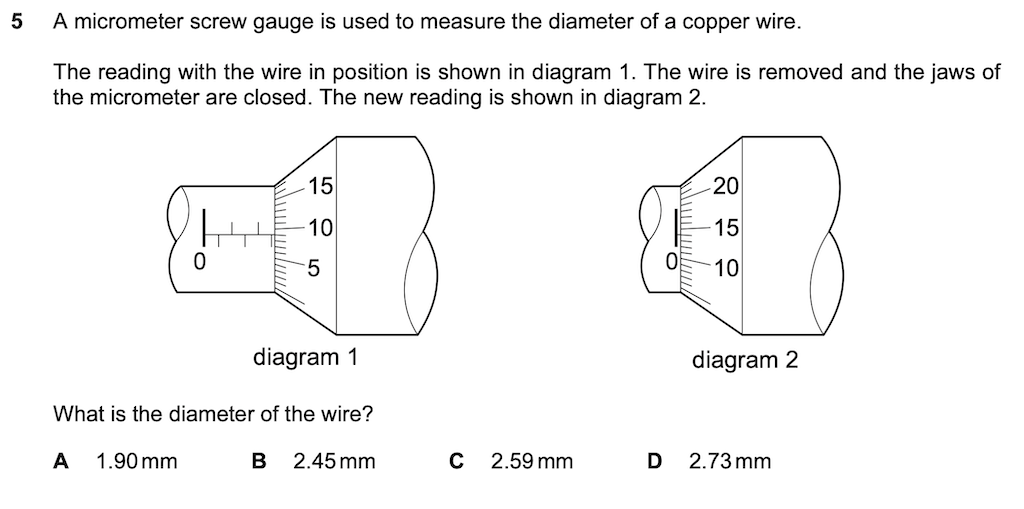 5 A micrometer screw gauge is used to measure the diameter of a copper wire.
The reading with the wire in position is shown in diagram 1. The wire is removed and the jaws of
the micrometer are closed. The new reading is shown in diagram 2.
15
10
5
0
diagram 1
20
15
10
0
diagram 2
What is the diameter of the wire?
A 1.90 mm B 2.45 mm C 2.59 mm D 2.73 mm